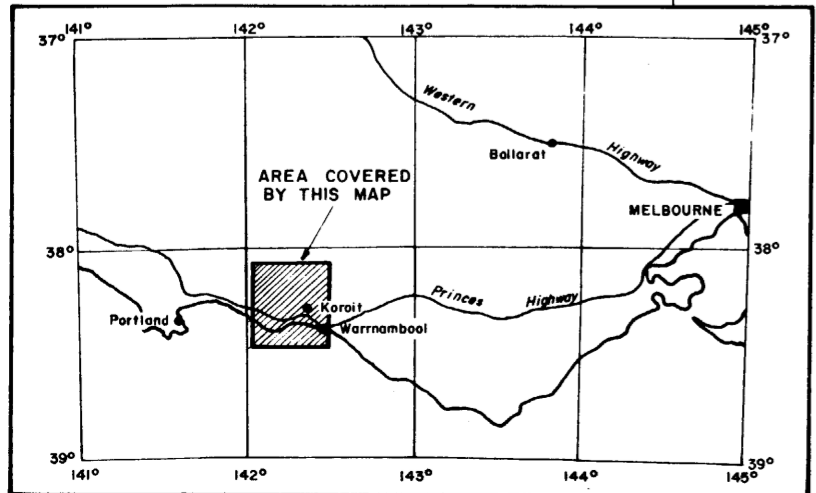 141° 142° 143° 144° 145°
37° 37°
Western
Highway
Ballarat
AREA COVERED
BY THIS MAP
MELBOURNE
38° 38°
Koroit
Princes Highway
Portland
Warrnambool
39° 39°
141° 142° 143° 144° 145°